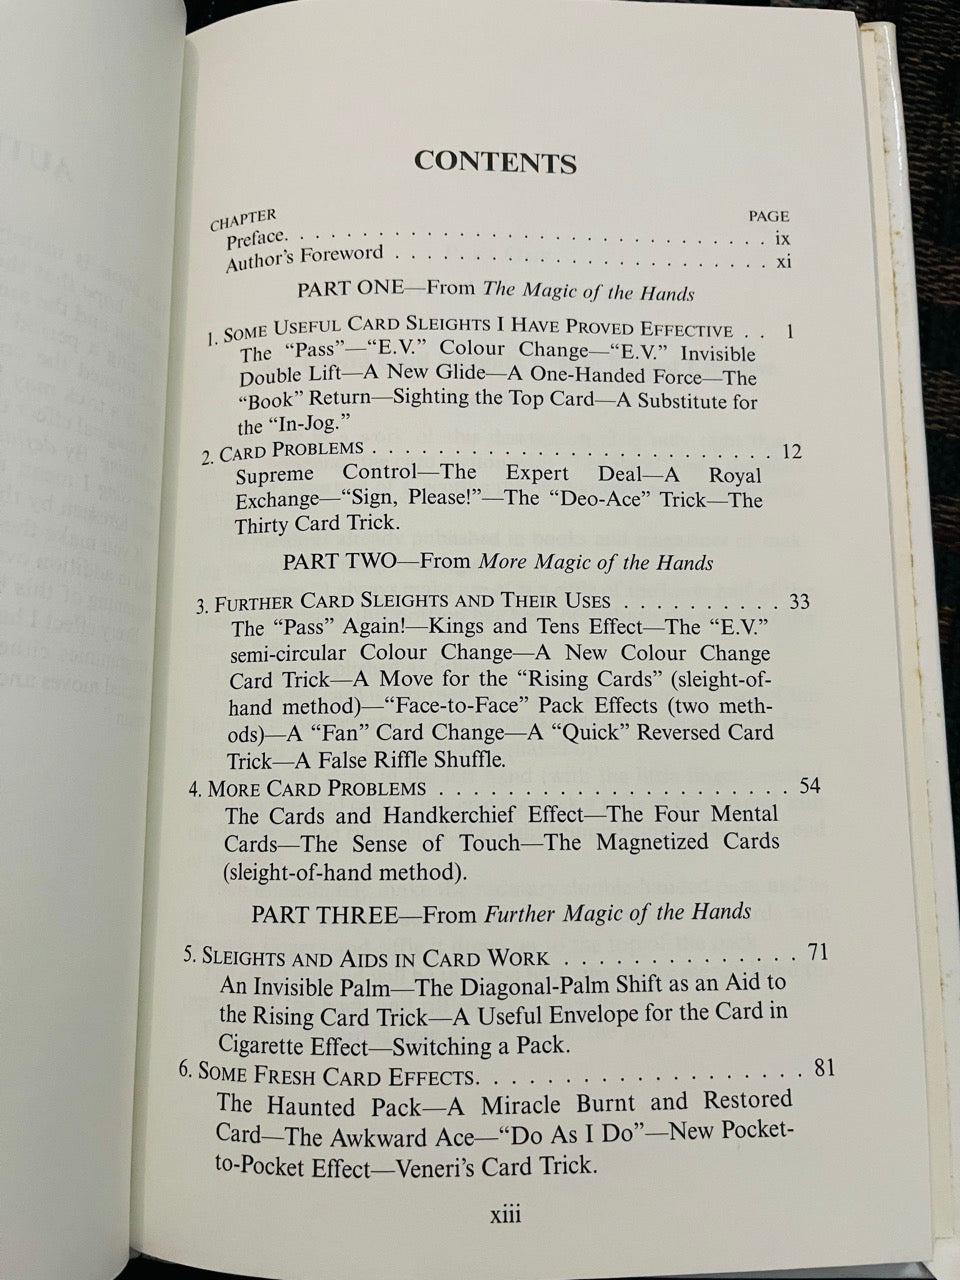 CONTENTS
CHAPTER PAGE
Preface. . . . . . . . . . . . . . . . . . . . . . . . . . . . . ix
Author's Foreword . . . . . . . . . . . . . . . . . . . . . . xi
PART ONE—From The Magic of the Hands
1. SOME USEFUL CARD SLEIGHTS I HAVE PROVED EFFECTIVE . . 1
The “Pass”—“E.V.” Colour Change—“E.V.” Invisible
Double Lift—A New Glide—A One-Handed Force—The
“Book” Return—Sighting the Top Card—A Substitute for
the “In-Jog.”
2. CARD PROBLEMS . . . . . . . . . . . . . . . . . . . . . . . . 12
Supreme Control—The Expert Deal—A Royal
Exchange—“Sign, Please!”—The “Deo-Ace” Trick—The
Thirty Card Trick.
PART TWO—From More Magic of the Hands
3. FURTHER CARD SLEIGHTS AND THEIR USES . . . . . . . . . . 33
The “Pass” Again!—Kings and Tens Effect—The “E.V.”
semi-circular Colour Change—A New Colour Change
Card Trick—A Move for the “Rising Cards” (sleight-of-
hand method)—“Face-to-Face” Pack Effects (two meth-
ods)—A “Fan” Card Change—A “Quick” Reversed Card
Trick—A False Riffle Shuffle.
4. MORE CARD PROBLEMS . . . . . . . . . . . . . . . . . . . . 54
The Cards and Handkerchief Effect—The Four Mental
Cards—The Sense of Touch—The Magnetized Cards
(sleight-of-hand method).
PART THREE—From Further Magic of the Hands
5. SLEIGHTS AND AIDS IN CARD WORK . . . . . . . . . . . . . . 71
An Invisible Palm—The Diagonal-Palm Shift as an Aid to
the Rising Card Trick—A Useful Envelope for the Card in
Cigarette Effect—Switching a Pack.
6. SOME FRESH CARD EFFECTS. . . . . . . . . . . . . . . . . . . 81
The Haunted Pack—A Miracle Burnt and Restored
Card—The Awkward Ace—“Do As I Do”—New Pocket-
to-Pocket Effect—Veneri's Card Trick.
xiii